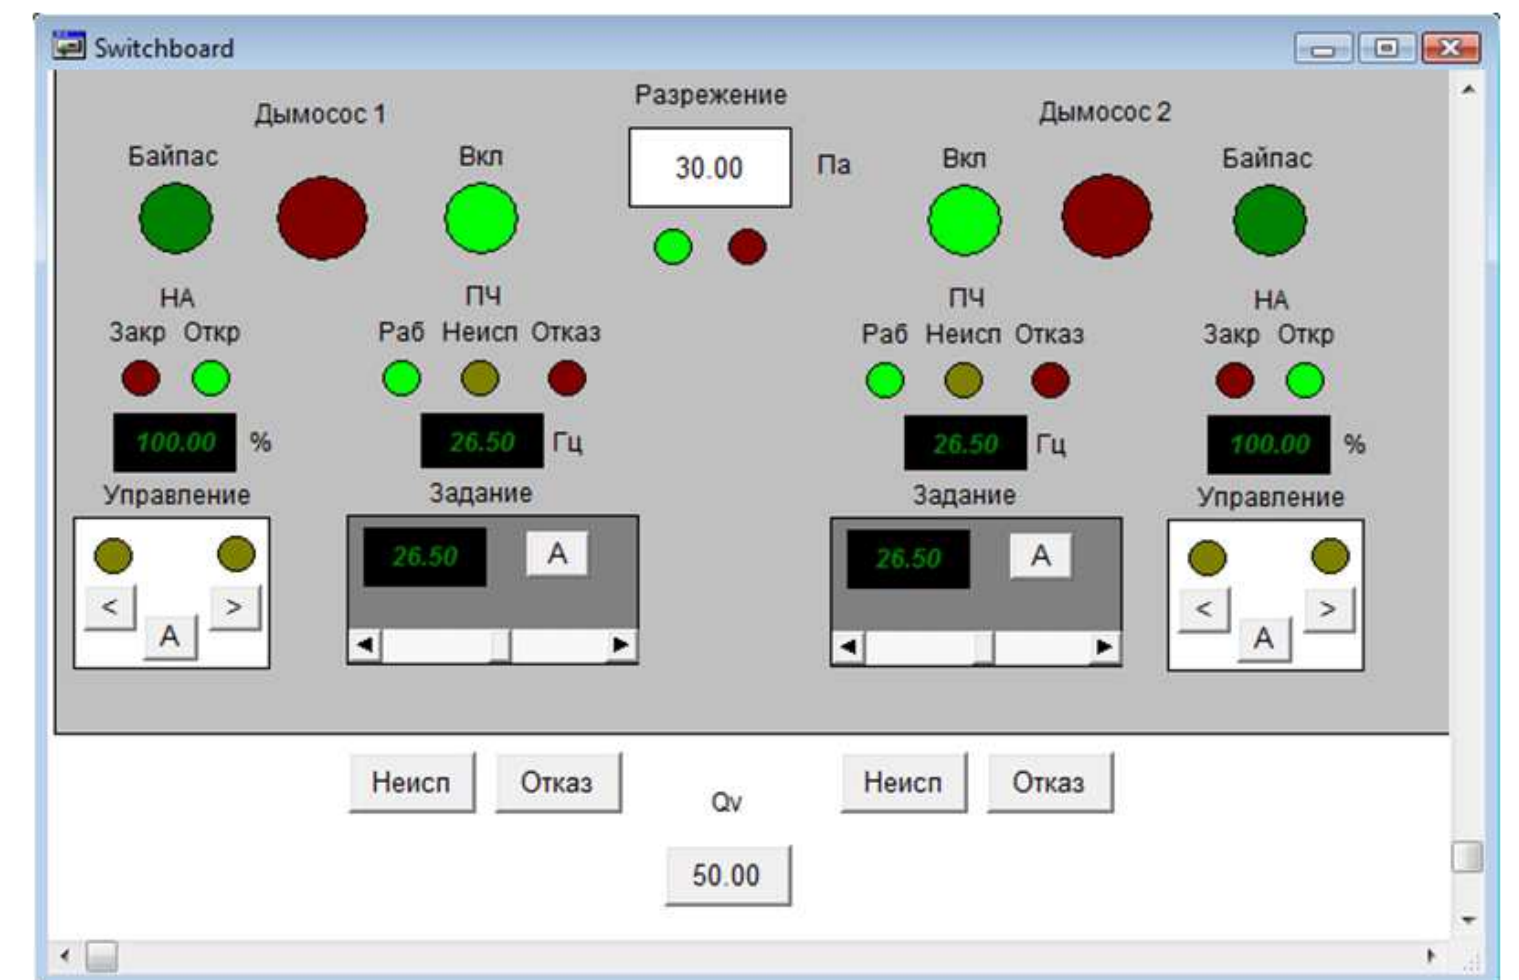 Switchboard
Дымосос 1
Разрежение
Дымосос 2
Байпас Вкл 30.00 Па Вкл Байпас
НА ПЧ ПЧ НА
Закр Откр Раб Неисп Отказ Раб Неисп Отказ Закр Откр
100.00 % 26.50 Гц 26.50 Гц 100.00 %
Управление Задание Задание Управление
26.50 A 26.50 A
< > < >
A A
Неисп Отказ Неисп Отказ
Qv
50.00